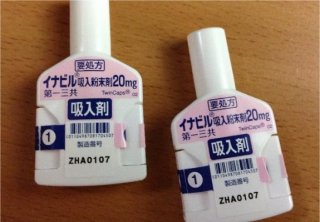 要処方
イナビル®吸入粉末剤20mg
第一三共
TwinCaps®
吸入剤
1
製造番号
ZHA0107
要処方
イナビル®吸入粉末剤20mg
第一三共
TwinCaps®
吸入剤
1
製造番号
ZHA0107